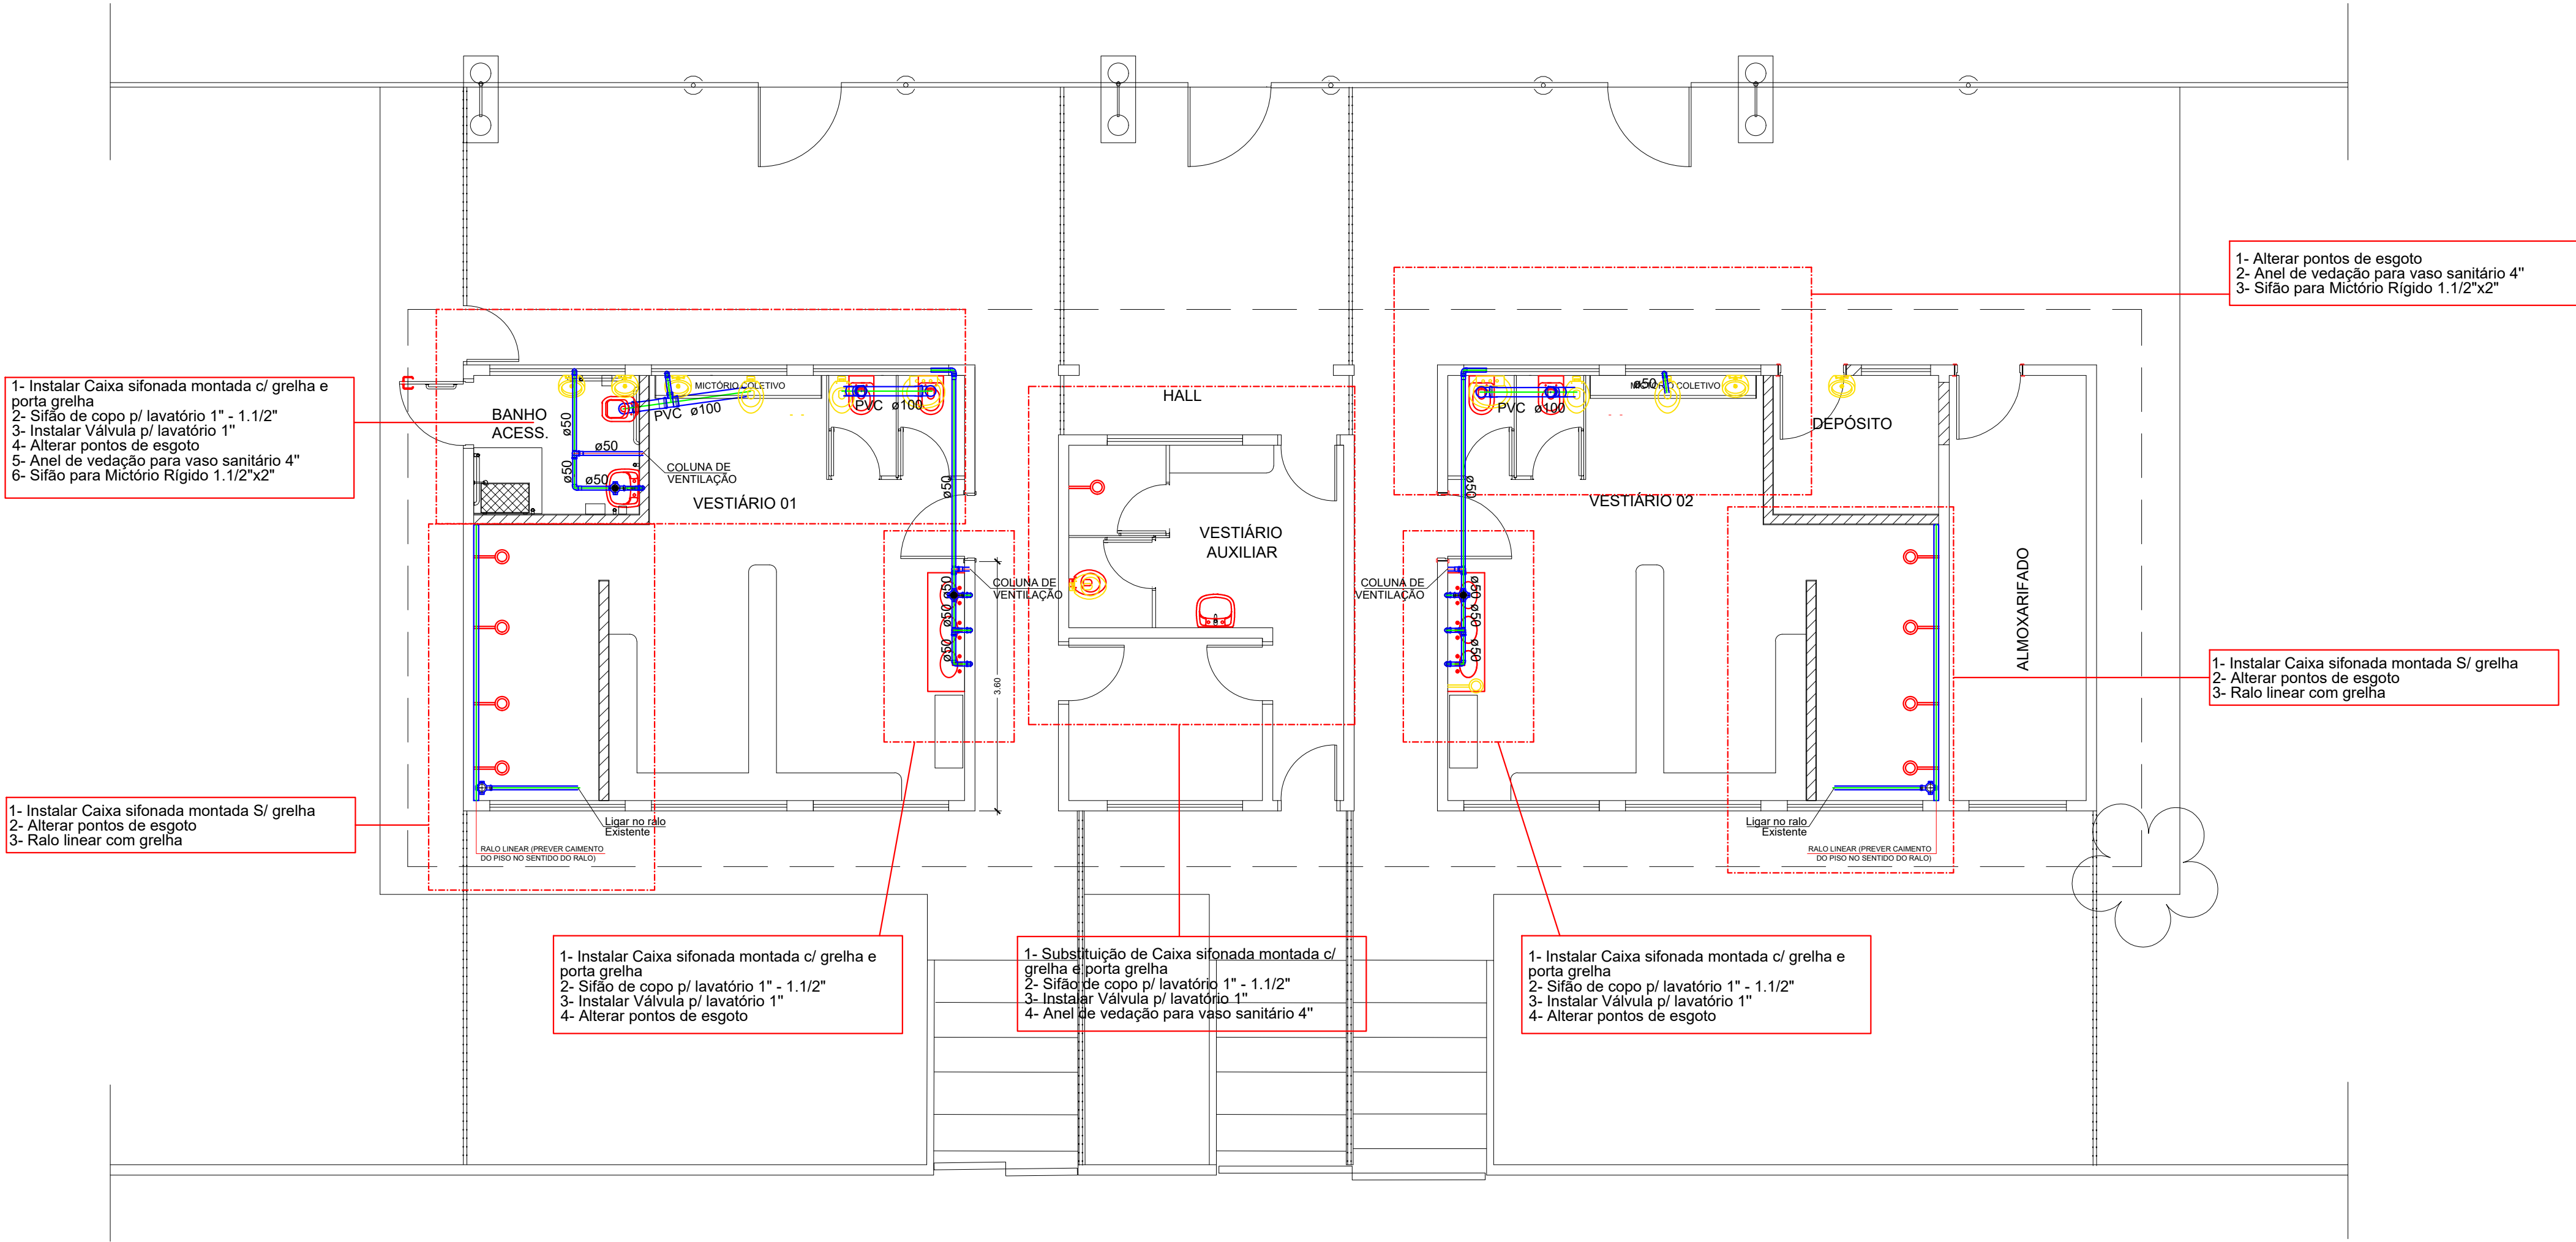 1- Alterar pontos de esgoto
2- Anel de vedação para vaso sanitário 4"
3- Sifão para Mictório Rígido 1.1/2"x2"
1- Instalar Caixa sifonada montada c/ grelha e
porta grelha
2- Sifão de copo p/ lavatório 1" - 1.1/2"
3- Instalar Válvula p/ lavatório 1"
4- Alterar pontos de esgoto
5- Anel de vedação para vaso sanitário 4"
6- Sifão para Mictório Rígido 1.1/2"x2"
BANHO
ACESS.
ø50
ø50
ø50
ø50
PVC ø100
MICTÓRIO COLETIVO
PVC ø100
COLUNA DE
VENTILAÇÃO
VESTIÁRIO 01
ø50
ø50
ø50
ø50
COLUNA DE
VENTILAÇÃO
3.60
HALL
VESTIÁRIO
AUXILIAR
COLUNA DE
VENTILAÇÃO
PVC ø100
ø50
MICTÓRIO COLETIVO
DEPÓSITO
VESTIÁRIO 02
ø50
ø50
ø50
ø50
ALMOXARIFADO
1- Instalar Caixa sifonada montada S/ grelha
2- Alterar pontos de esgoto
3- Ralo linear com grelha
1- Instalar Caixa sifonada montada S/ grelha
2- Alterar pontos de esgoto
3- Ralo linear com grelha
Ligar no ralo
Existente
RALO LINEAR (PREVER CAIMENTO
DO PISO NO SENTIDO DO RALO)
Ligar no ralo
Existente
RALO LINEAR (PREVER CAIMENTO
DO PISO NO SENTIDO DO RALO)
1- Instalar Caixa sifonada montada c/ grelha e
porta grelha
2- Sifão de copo p/ lavatório 1" - 1.1/2"
3- Instalar Válvula p/ lavatório 1"
4- Alterar pontos de esgoto
1- Substituição de Caixa sifonada montada c/
grelha e porta grelha
2- Sifão de copo p/ lavatório 1" - 1.1/2"
3- Instalar Válvula p/ lavatório 1"
4- Anel de vedação para vaso sanitário 4"
1- Instalar Caixa sifonada montada c/ grelha e
porta grelha
2- Sifão de copo p/ lavatório 1" - 1.1/2"
3- Instalar Válvula p/ lavatório 1"
4- Alterar pontos de esgoto